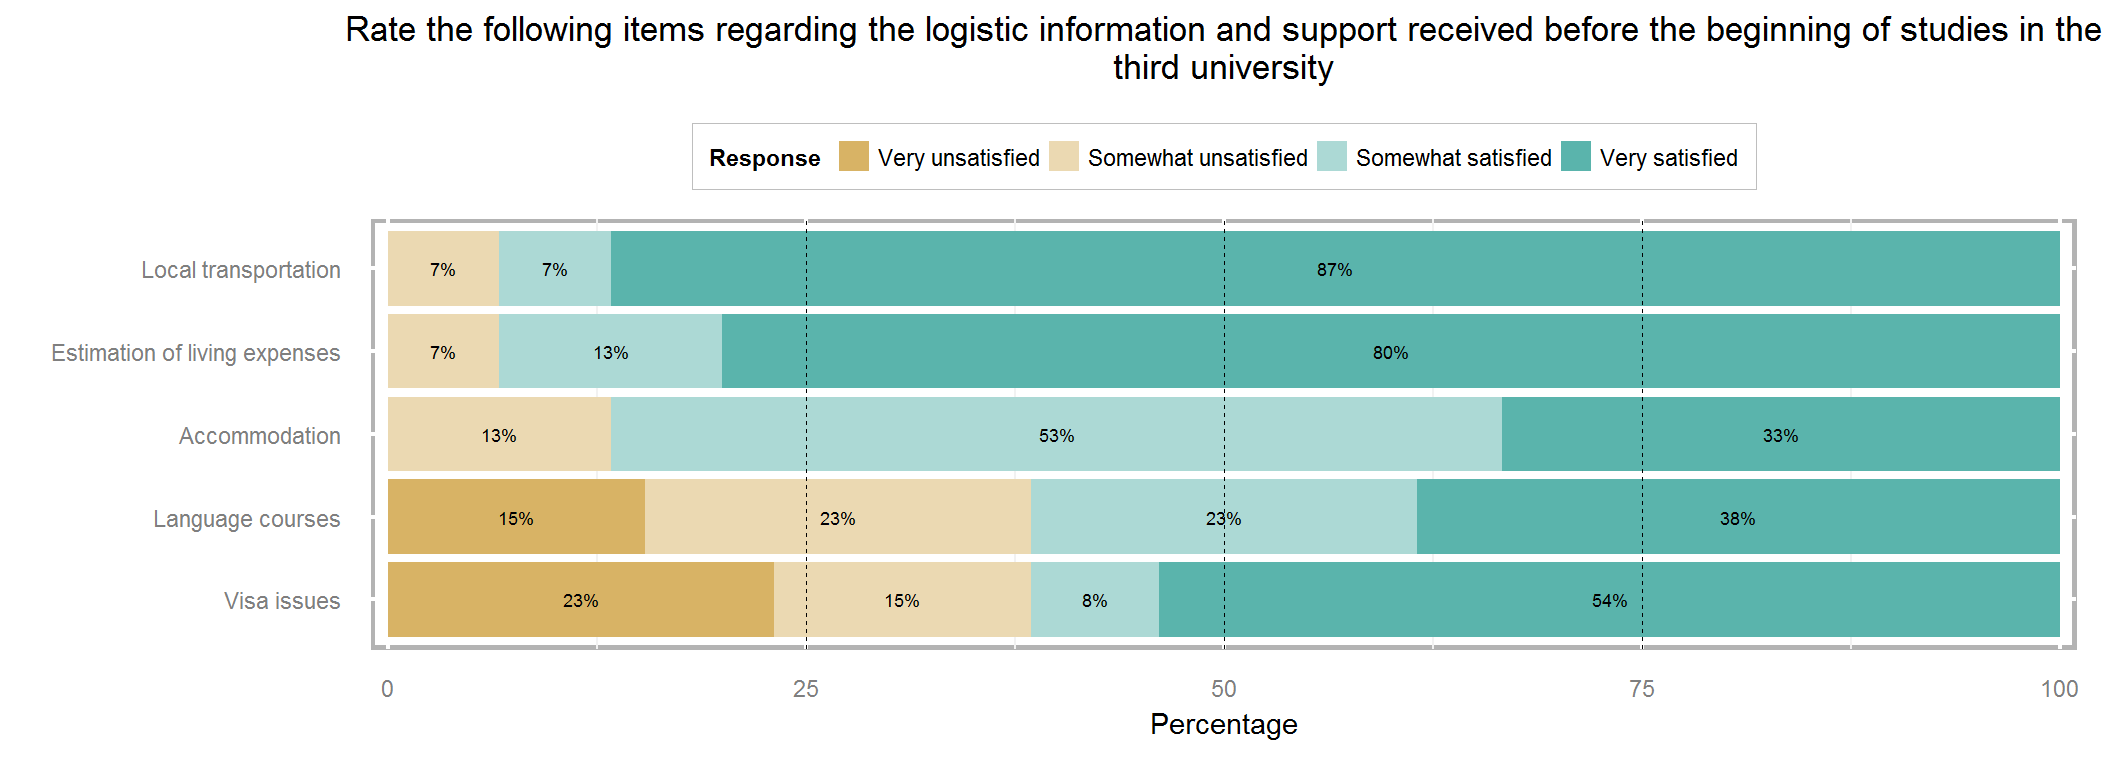 Rate the following items regarding the logistic information and support received before the beginning of studies in the
third university
Response Very unsatisfied Somewhat unsatisfied Somewhat satisfied Very satisfied
Local transportation 7% 7% 87%
Estimation of living expenses 7% 13% 80%
Accommodation 13% 53% 33%
Language courses 15% 23% 23% 38%
Visa issues 23% 15% 8% 54%
0 25 50 75 100
Percentage